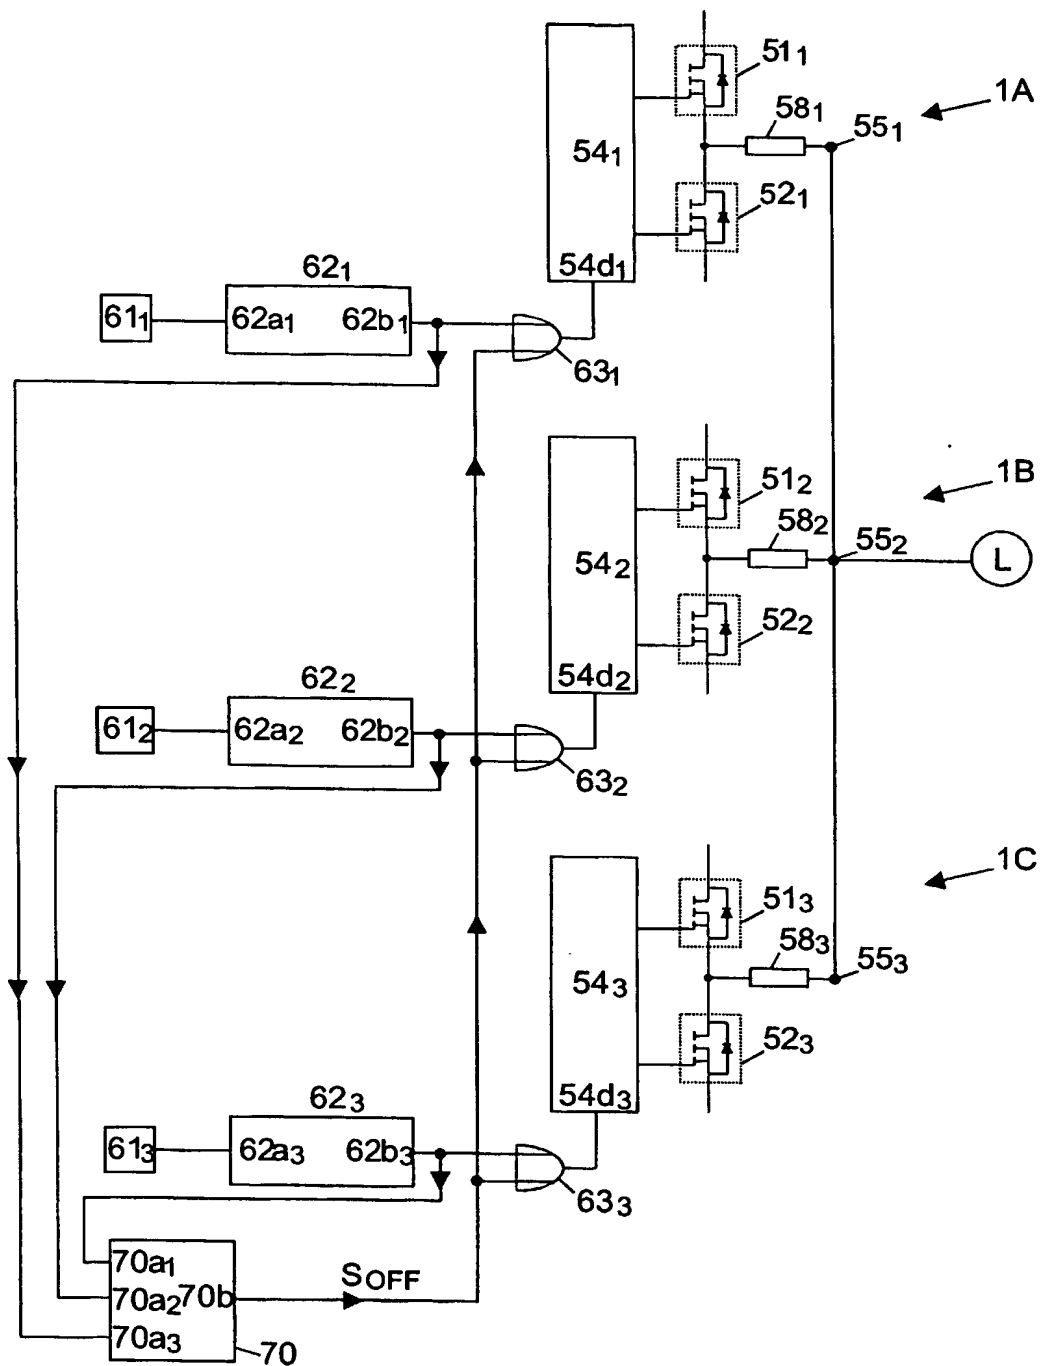 51₁
1A
58₁
55₁
54₁
52₁
54d₁
62₁
61₁
62a₁ 62b₁
63₁
51₂
1B
58₂
55₂
L
54₂
52₂
54d₂
62₂
61₂
62a₂ 62b₂
63₂
1C
51₃
58₃
55₃
54₃
52₃
54d₃
62₃
61₃
62a₃ 62b₃
63₃
70a₁
SOFF
70a₂ 70b
70a₃
70